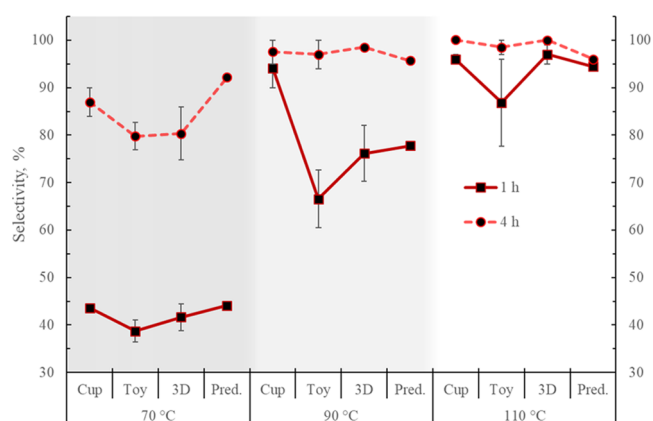 100 100
90 90
80 80
70 70
60 60
50 50
40 40
30 30
Selectivity, %
1 h
4 h
Cup Toy 3D Pred. Cup Toy 3D Pred. Cup Toy 3D Pred.
70 °C 90 °C 110 °C